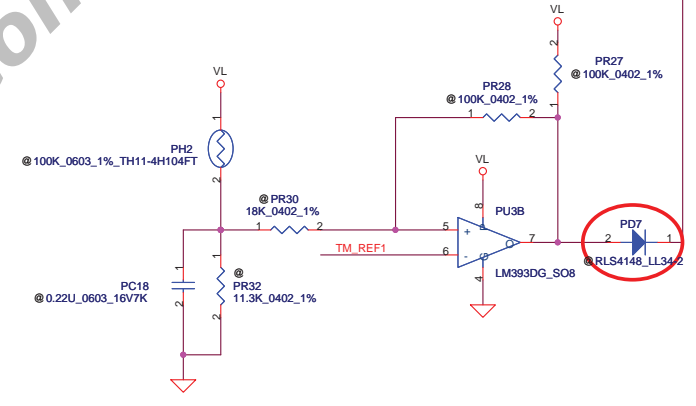 on
VL
2
PR27
@ 100K_0402_1%
1
PR28
@ 100K_0402_1%
1 2
VL
1
PH2
@ 100K_0603_1%_TH11-4H104FT
2
VL
8
PU3B
@ PR30
18K_0402_1%
1 2
5
+
P
O
7
TM_REF1
6
-
G
LM393DG_SO8
4
PD7
2 1
@ RLS4148_LL34-2
1
PC18
@ 0.22U_0603_16V7K
2
1
@
PR32
11.3K_0402_1%
2